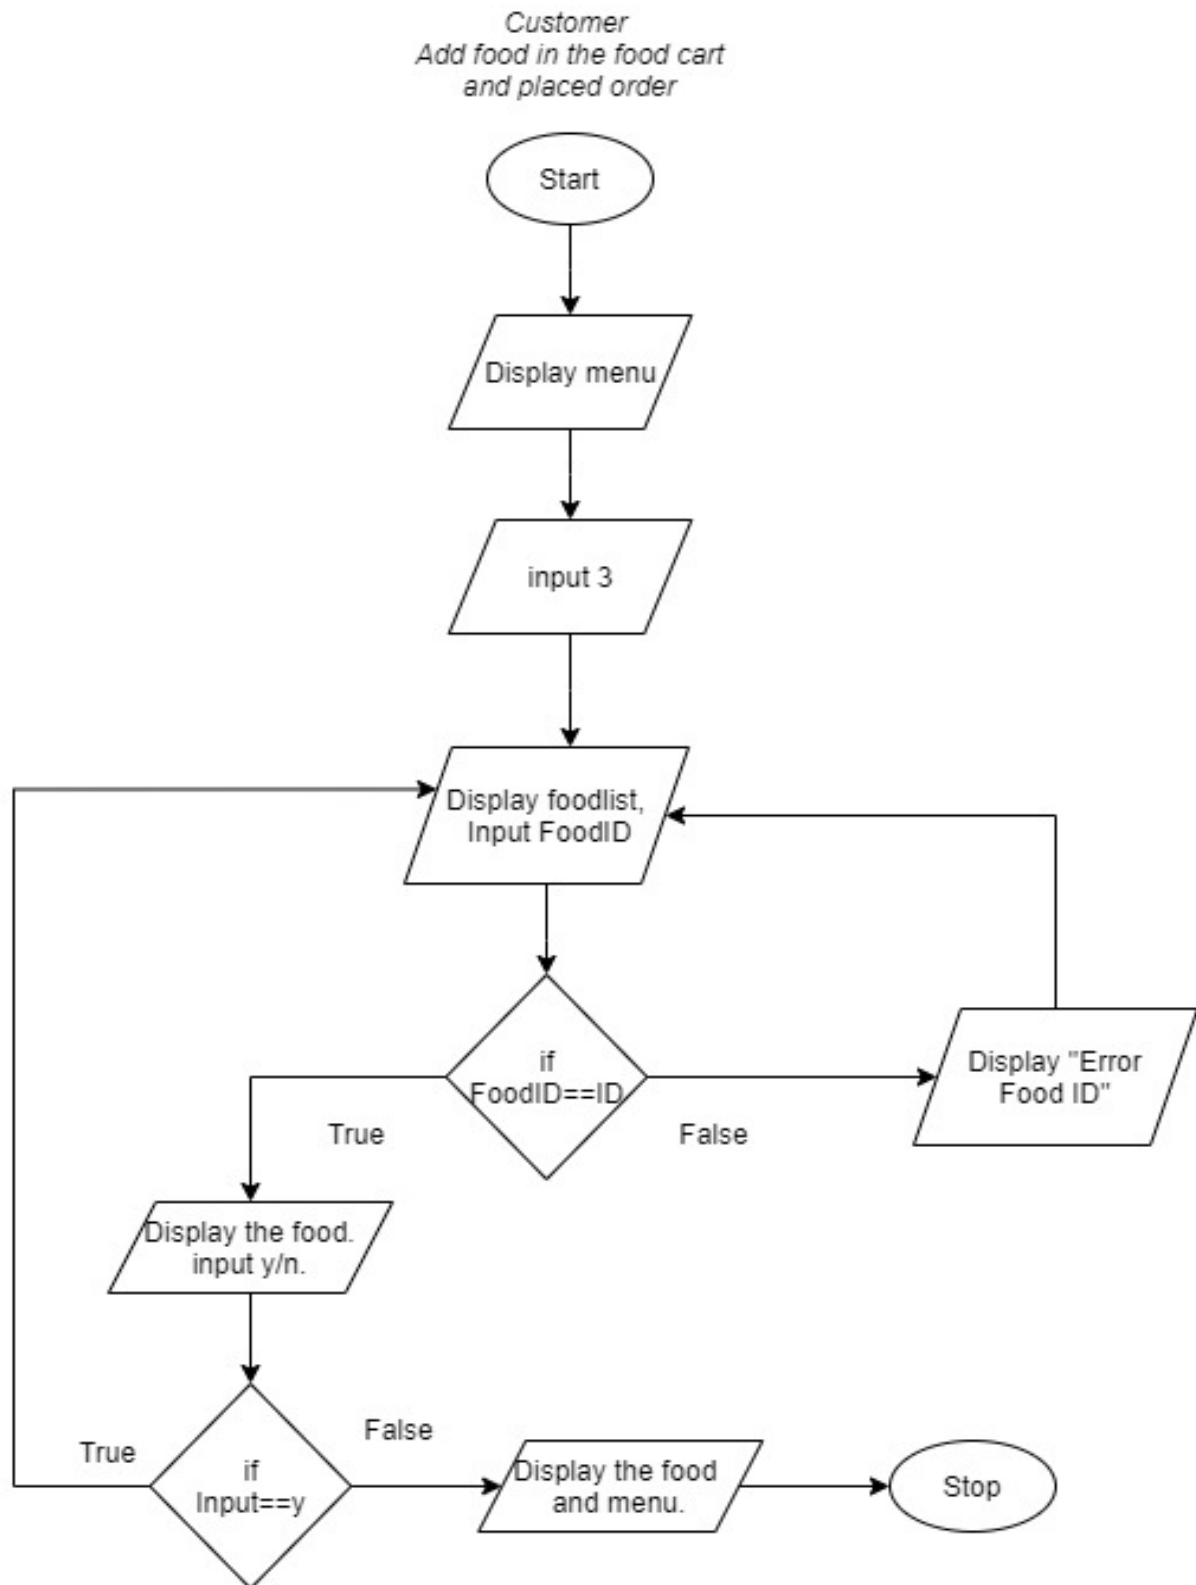 Customer
Add food in the food cart
and placed order
Start
Display menu
input 3
Display foodlist,
Input FoodID
if
FoodID==ID
True
False
Display "Error
Food ID"
Display the food.
input y/n.
True
if
Input==y
False
Display the food
and menu.
Stop